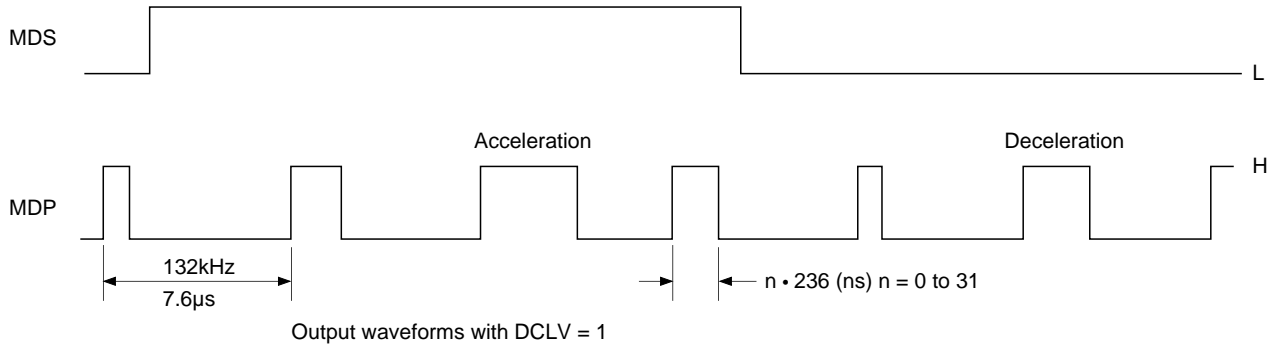 MDS
L
Acceleration
Deceleration
H
MDP
132kHz
7.6µs
n • 236 (ns) n = 0 to 31
Output waveforms with DCLV = 1